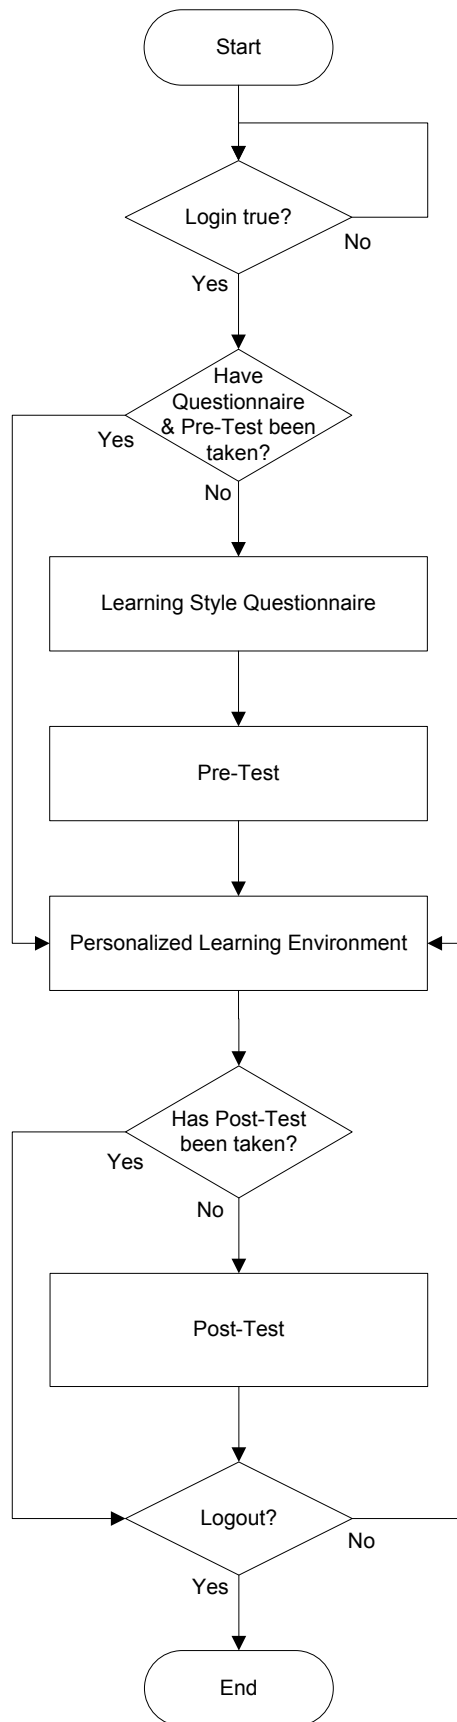 Start
Login true?
No
Yes
Have
Questionnaire
& Pre-Test been
taken?
Yes
No
Learning Style Questionnaire
Pre-Test
Personalized Learning Environment
Has Post-Test
been taken?
Yes
No
Post-Test
Logout?
No
Yes
End